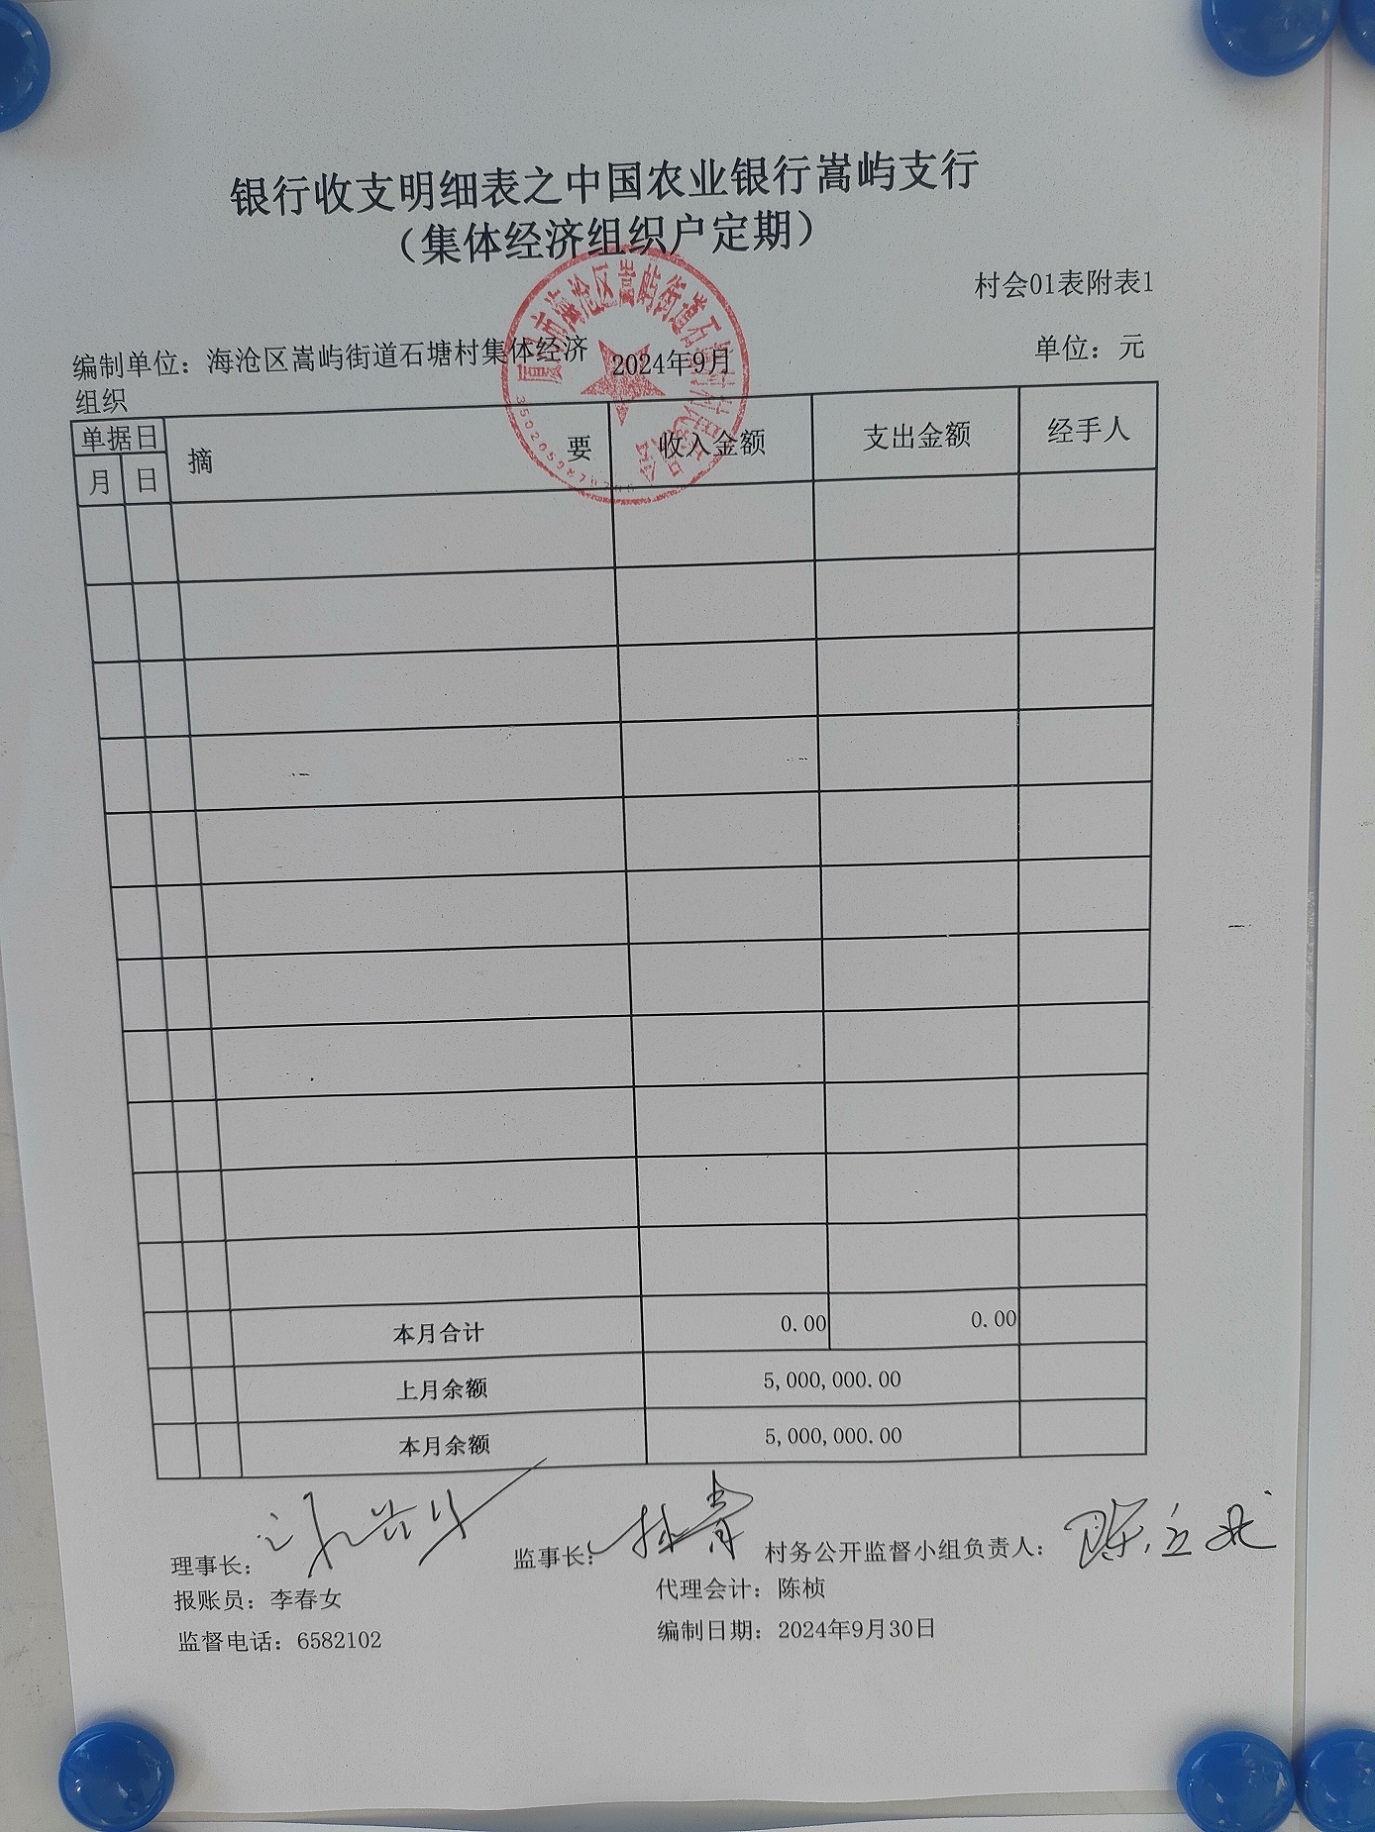 银行收支明细表之中国农业银行嵩屿支行
（集体经济组织户定期）
村会01表附表1
编制单位：海沧区嵩屿街道石塘村集体经济组织 2024年9月 单位：元
单据日 摘 要 收入金额 支出金额 经手人
月 日
本月合计 0.00 0.00
上月余额 5,000,000.00
本月余额 5,000,000.00
理事长： 监事长： 村务公开监督小组负责人：
报账员：李春女 代理会计：陈桢
监督电话：6582102 编制日期：2024年9月30日